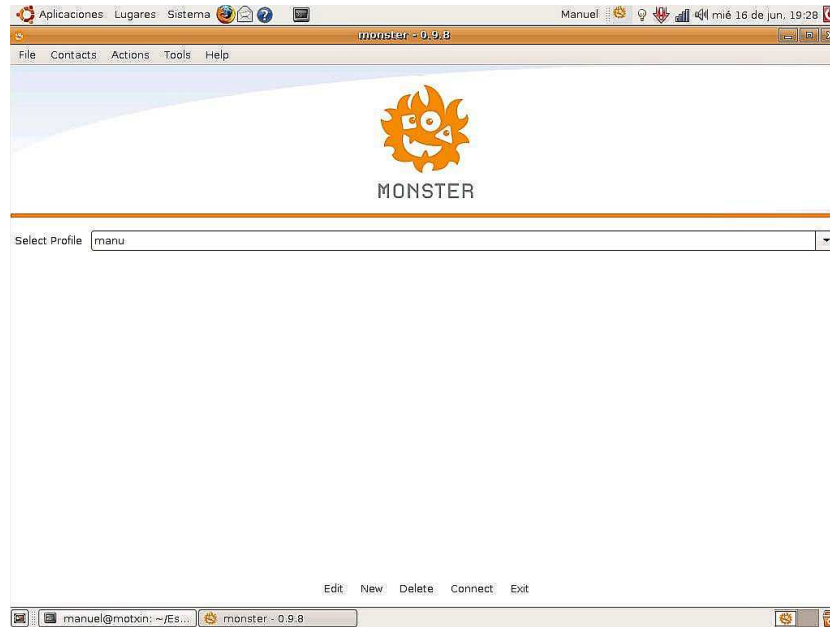 Aplicaciones Lugares Sistema Manuel mié 16 de jun, 19:28
monster - 0.9.8
File Contacts Actions Tools Help
MONSTER
Select Profile manu
Edit New Delete Connect Exit
manuel@motxin: ~/Es... monster - 0.9.8